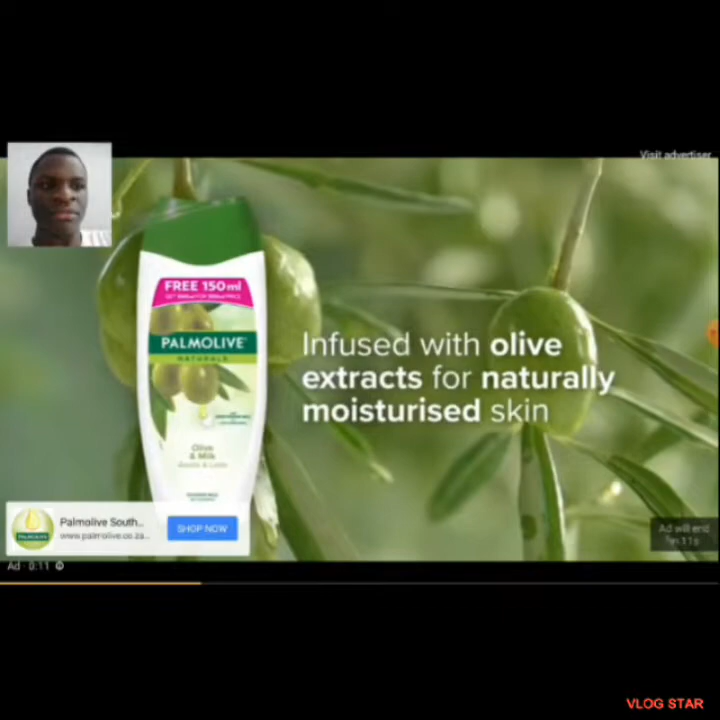 Visit advertiser
FREE 150ml
PALMOLIVE
NATURALS
Infused with olive
extracts for naturally
moisturised skin
Olive
& Milk
Palmolive South...
www.palmolive.co.za...
SHOP NOW
PALMOLIVE
Ad will end
in 11s
Ad · 0:11
VLOG STAR